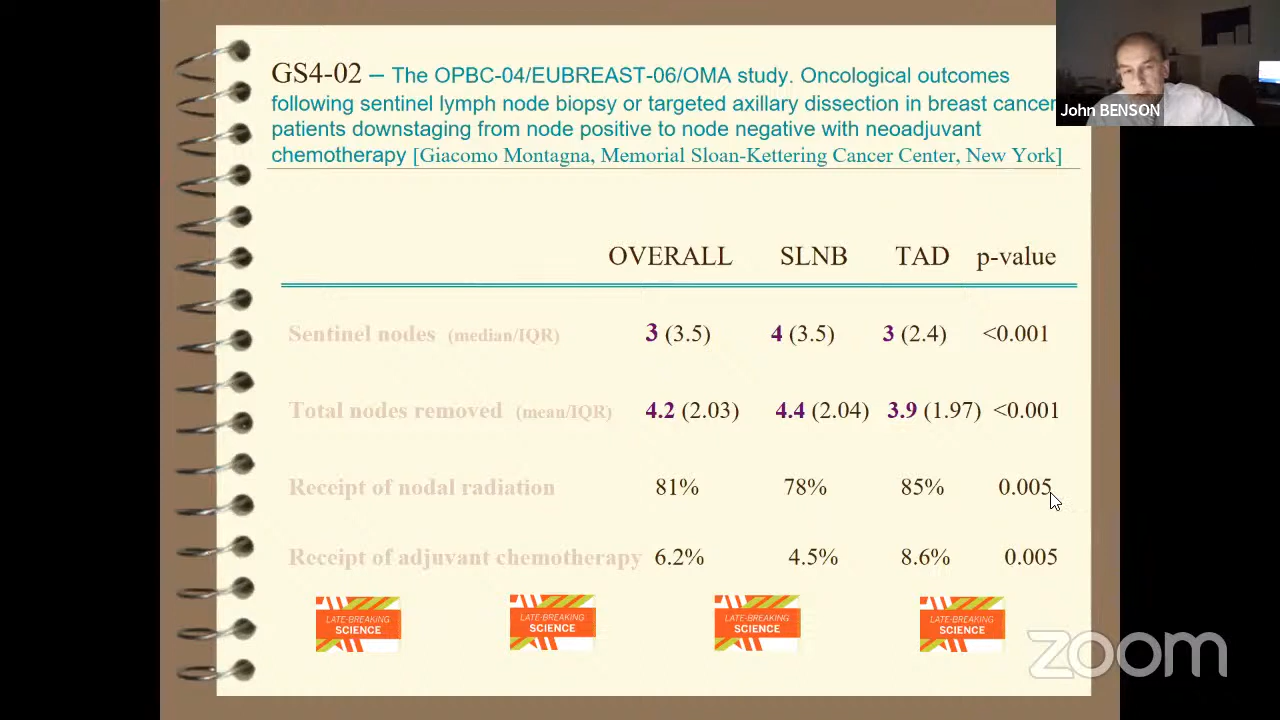 GS4-02 – The OPBC-04/EUBREAST-06/OMA study. Oncological outcomes
following sentinel lymph node biopsy or targeted axillary dissection in breast cancer
patients downstaging from node positive to node negative with neoadjuvant
chemotherapy [Giacomo Montagna, Memorial Sloan-Kettering Cancer Center, New York]
John BENSON
OVERALL SLNB TAD p-value
Sentinel nodes (median/IQR) 3 (3.5) 4 (3.5) 3 (2.4) <0.001
Total nodes removed (mean/IQR) 4.2 (2.03) 4.4 (2.04) 3.9 (1.97) <0.001
Receipt of nodal radiation 81% 78% 85% 0.005
Receipt of adjuvant chemotherapy 6.2% 4.5% 8.6% 0.005
LATE-BREAKING SCIENCE
LATE-BREAKING SCIENCE
LATE-BREAKING SCIENCE
LATE-BREAKING SCIENCE
zoom